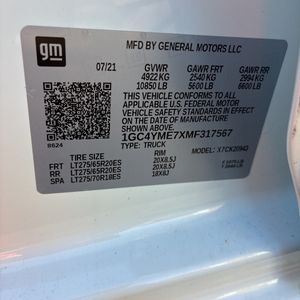 gm
MFD BY GENERAL MOTORS LLC
07/21 GVWR GAWR FRT GAWR RR
4922 KG 2540 KG 2994 KG
10850 LB 5600 LB 6600 LB
THIS VEHICLE CONFORMS TO ALL
APPLICABLE U.S. FEDERAL MOTOR
VEHICLE SAFETY STANDARDS IN
EFFECT ON THE DATE OF
MANUFACTURE SHOWN ABOVE.
1GC4YME7XMF317567
8624 TYPE: TRUCK MODEL: X7CK20943
TIRE SIZE RIM
FRT LT275/65R20ES 20X8.5J
RR LT275/65R20ES 20X8.5J
SPA LT275/70R18ES 18X8J